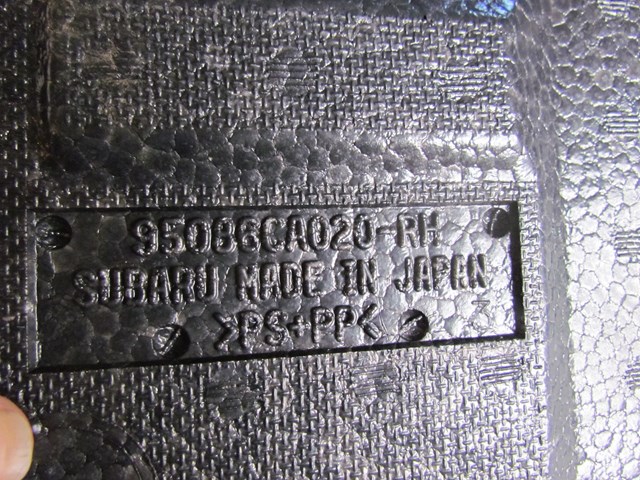 95086CA020-RH
SUBARU MADE IN JAPAN
>PS+PP<